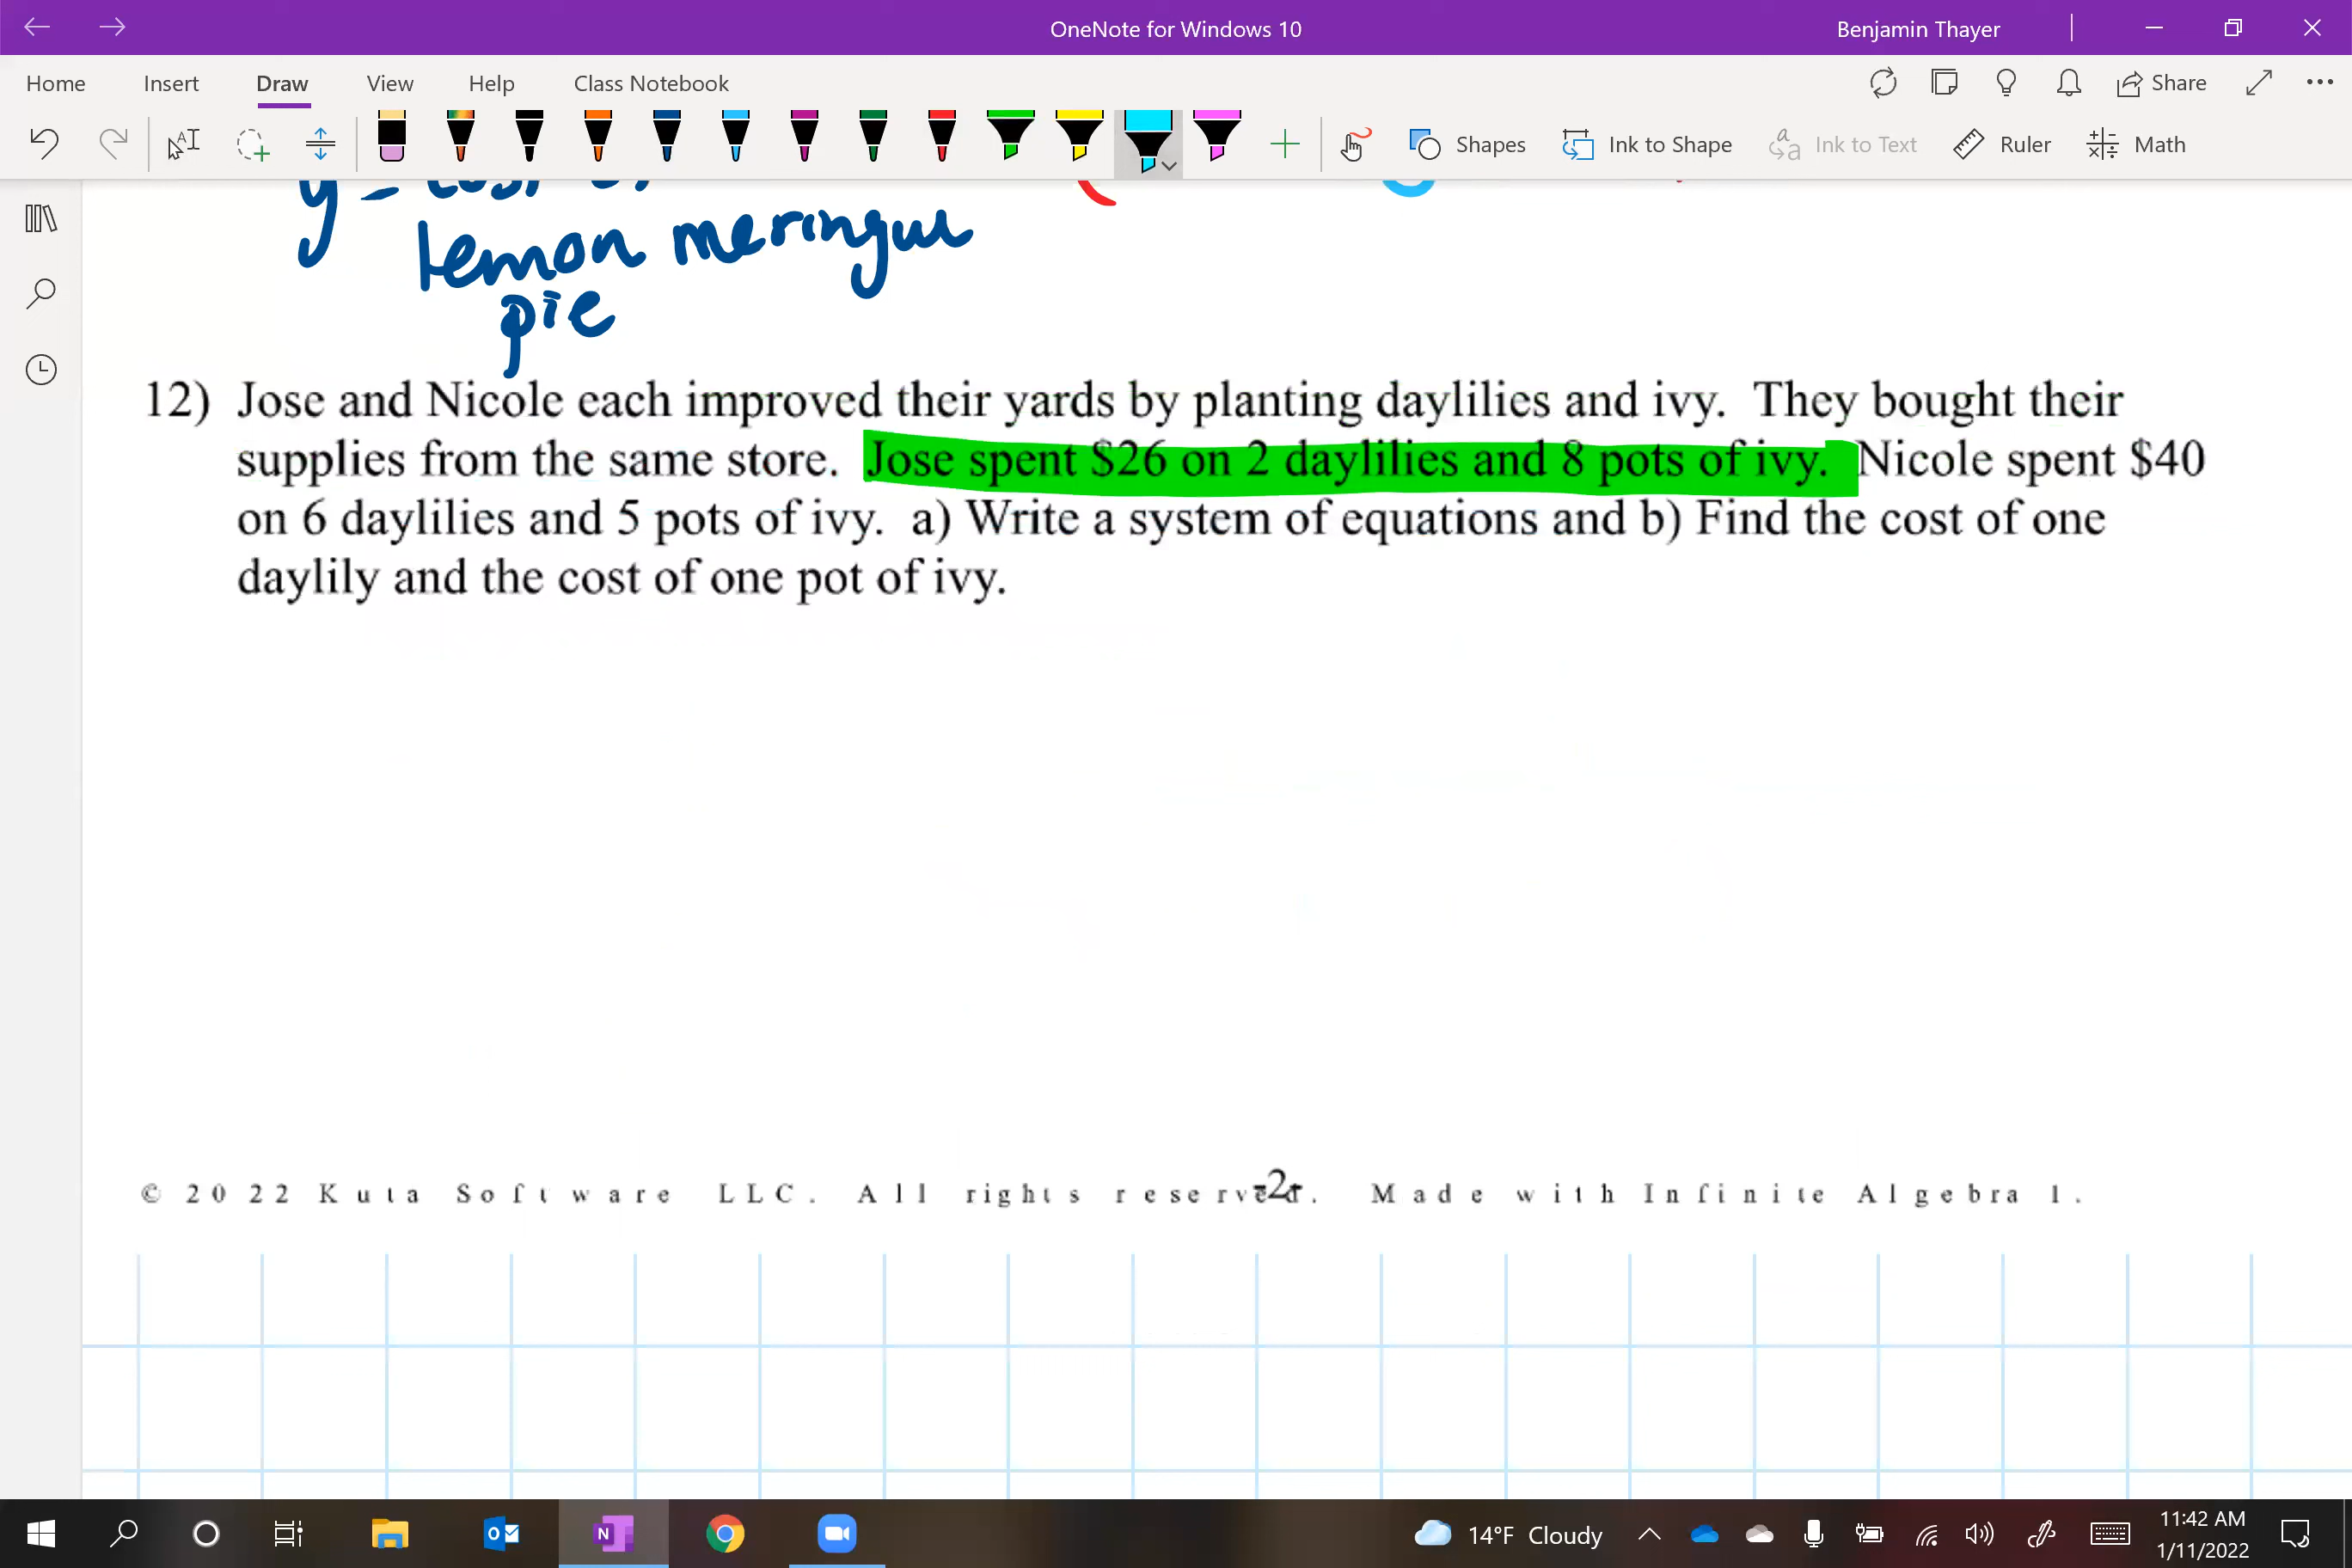 OneNote for Windows 10
Benjamin Thayer
Home Insert Draw View Help Class Notebook
Share
Shapes Ink to Shape Ink to Text Ruler Math
y = cost of
lemon meringue
pie
12) Jose and Nicole each improved their yards by planting daylilies and ivy. They bought their
supplies from the same store. Jose spent $26 on 2 daylilies and 8 pots of ivy. Nicole spent $40
on 6 daylilies and 5 pots of ivy. a) Write a system of equations and b) Find the cost of one
daylily and the cost of one pot of ivy.
© 2022 Kuta Software LLC. All rights reserved. Made with Infinite Algebra 1.
-2-
14°F Cloudy
11:42 AM
1/11/2022